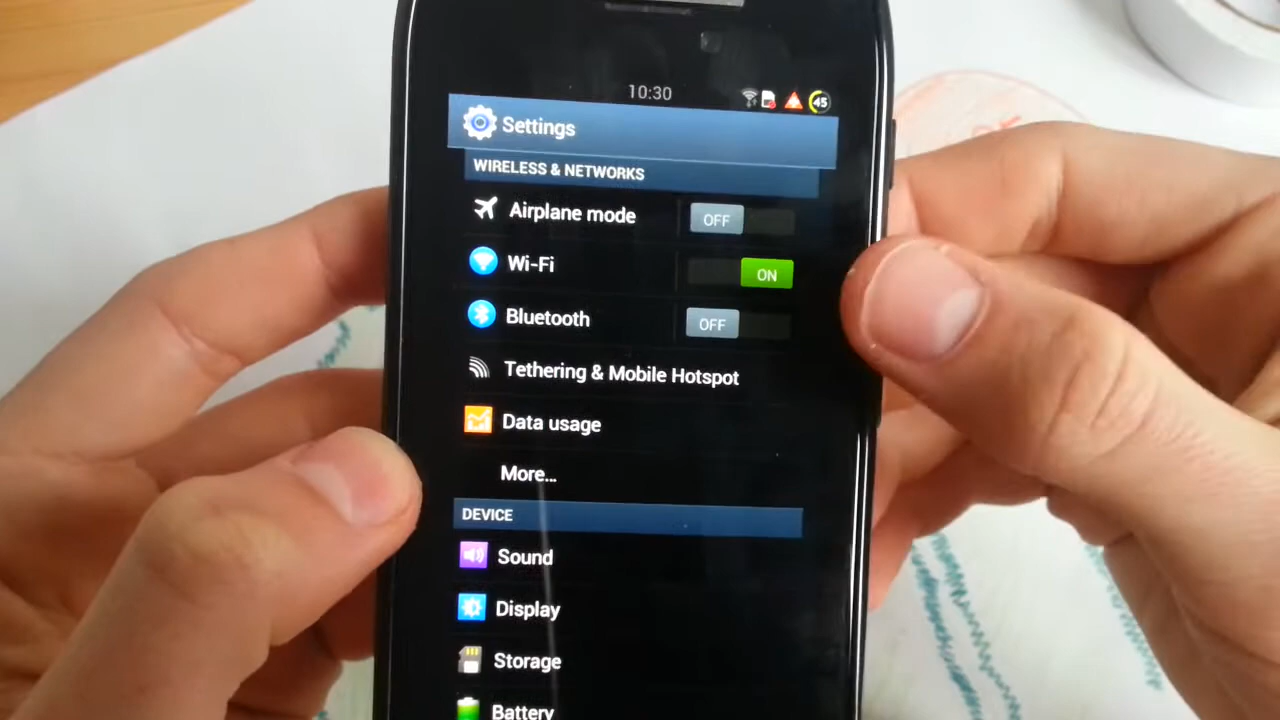 10:30
45
Settings
WIRELESS & NETWORKS
Airplane mode OFF
Wi-Fi ON
Bluetooth OFF
Tethering & Mobile Hotspot
Data usage
More...
DEVICE
Sound
Display
Storage
Battery